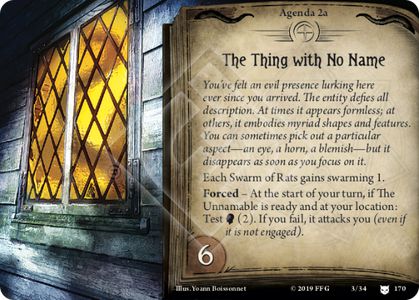 Agenda 2a
The Thing with No Name
You've felt an evil presence lurking here
ever since you arrived. The entity defies all
description. At times it appears formless; at
others, it embodies myriad shapes and features.
You can sometimes pick out a particular
aspect—an eye, a horn, a blemish—but it
disappears as soon as you focus on it.
Each Swarm of Rats gains swarming 1.
Forced – At the start of your turn, if The
Unnamable is ready and at your location:
Test (2). If you fail, it attacks you (even if
it is not engaged).
6
Illus. Yoann Boissonnet
© 2019 FFG
3/34
170